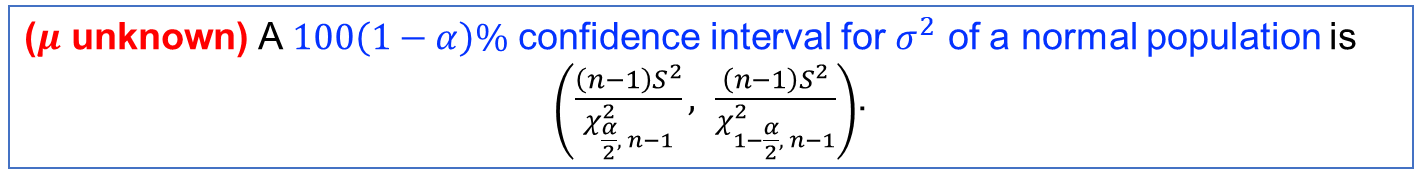 (μ unknown) A 100(1 − α)% confidence interval for σ² of a normal population is
( (n−1)S² / χ²_{α/2, n−1} , (n−1)S² / χ²_{1−α/2, n−1} ).